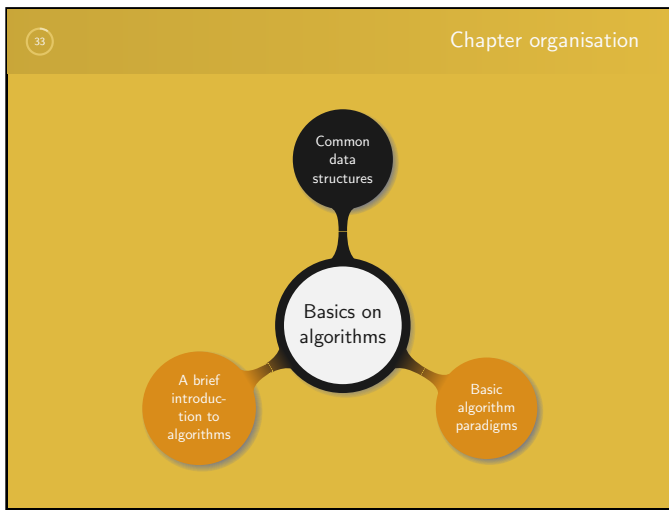 33
Chapter organisation
Common
data
structures
Basics on
algorithms
A brief
introduc-
tion to
algorithms
Basic
algorithm
paradigms